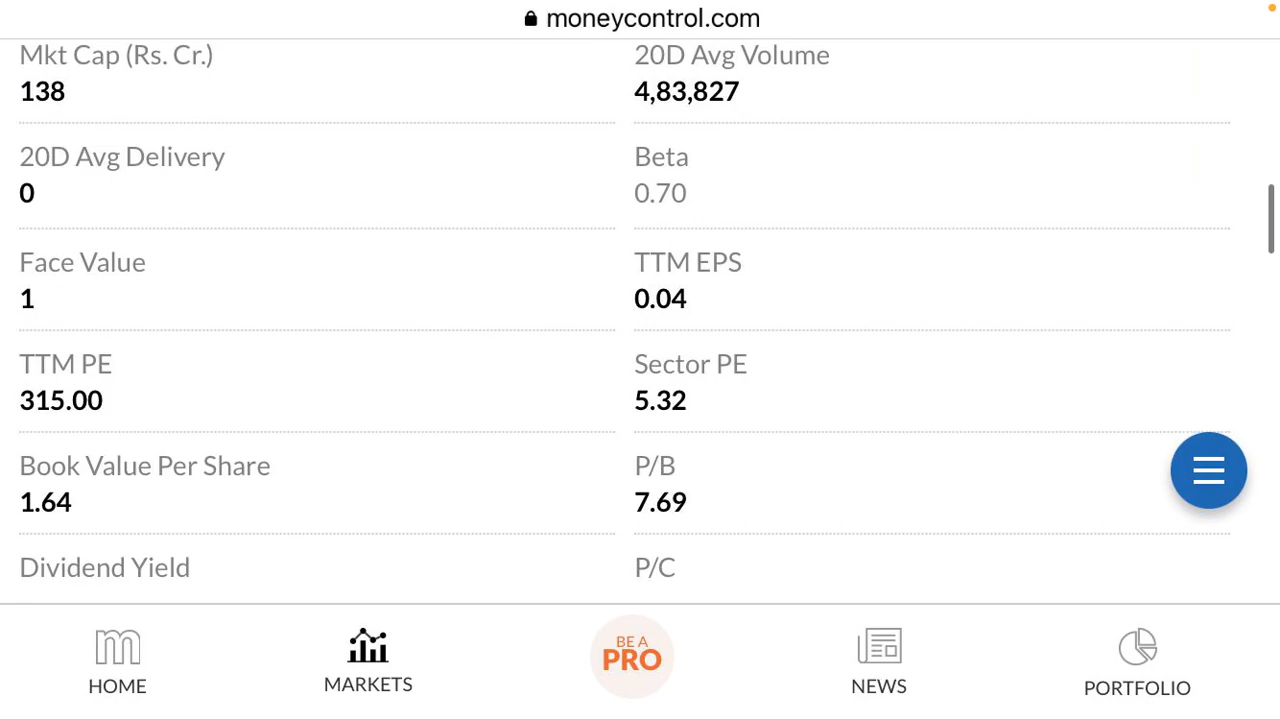 moneycontrol.com
Mkt Cap (Rs. Cr.)
138
20D Avg Volume
4,83,827
20D Avg Delivery
0
Beta
0.70
Face Value
1
TTM EPS
0.04
TTM PE
315.00
Sector PE
5.32
Book Value Per Share
1.64
P/B
7.69
Dividend Yield
P/C
HOME
MARKETS
BE A
PRO
NEWS
PORTFOLIO